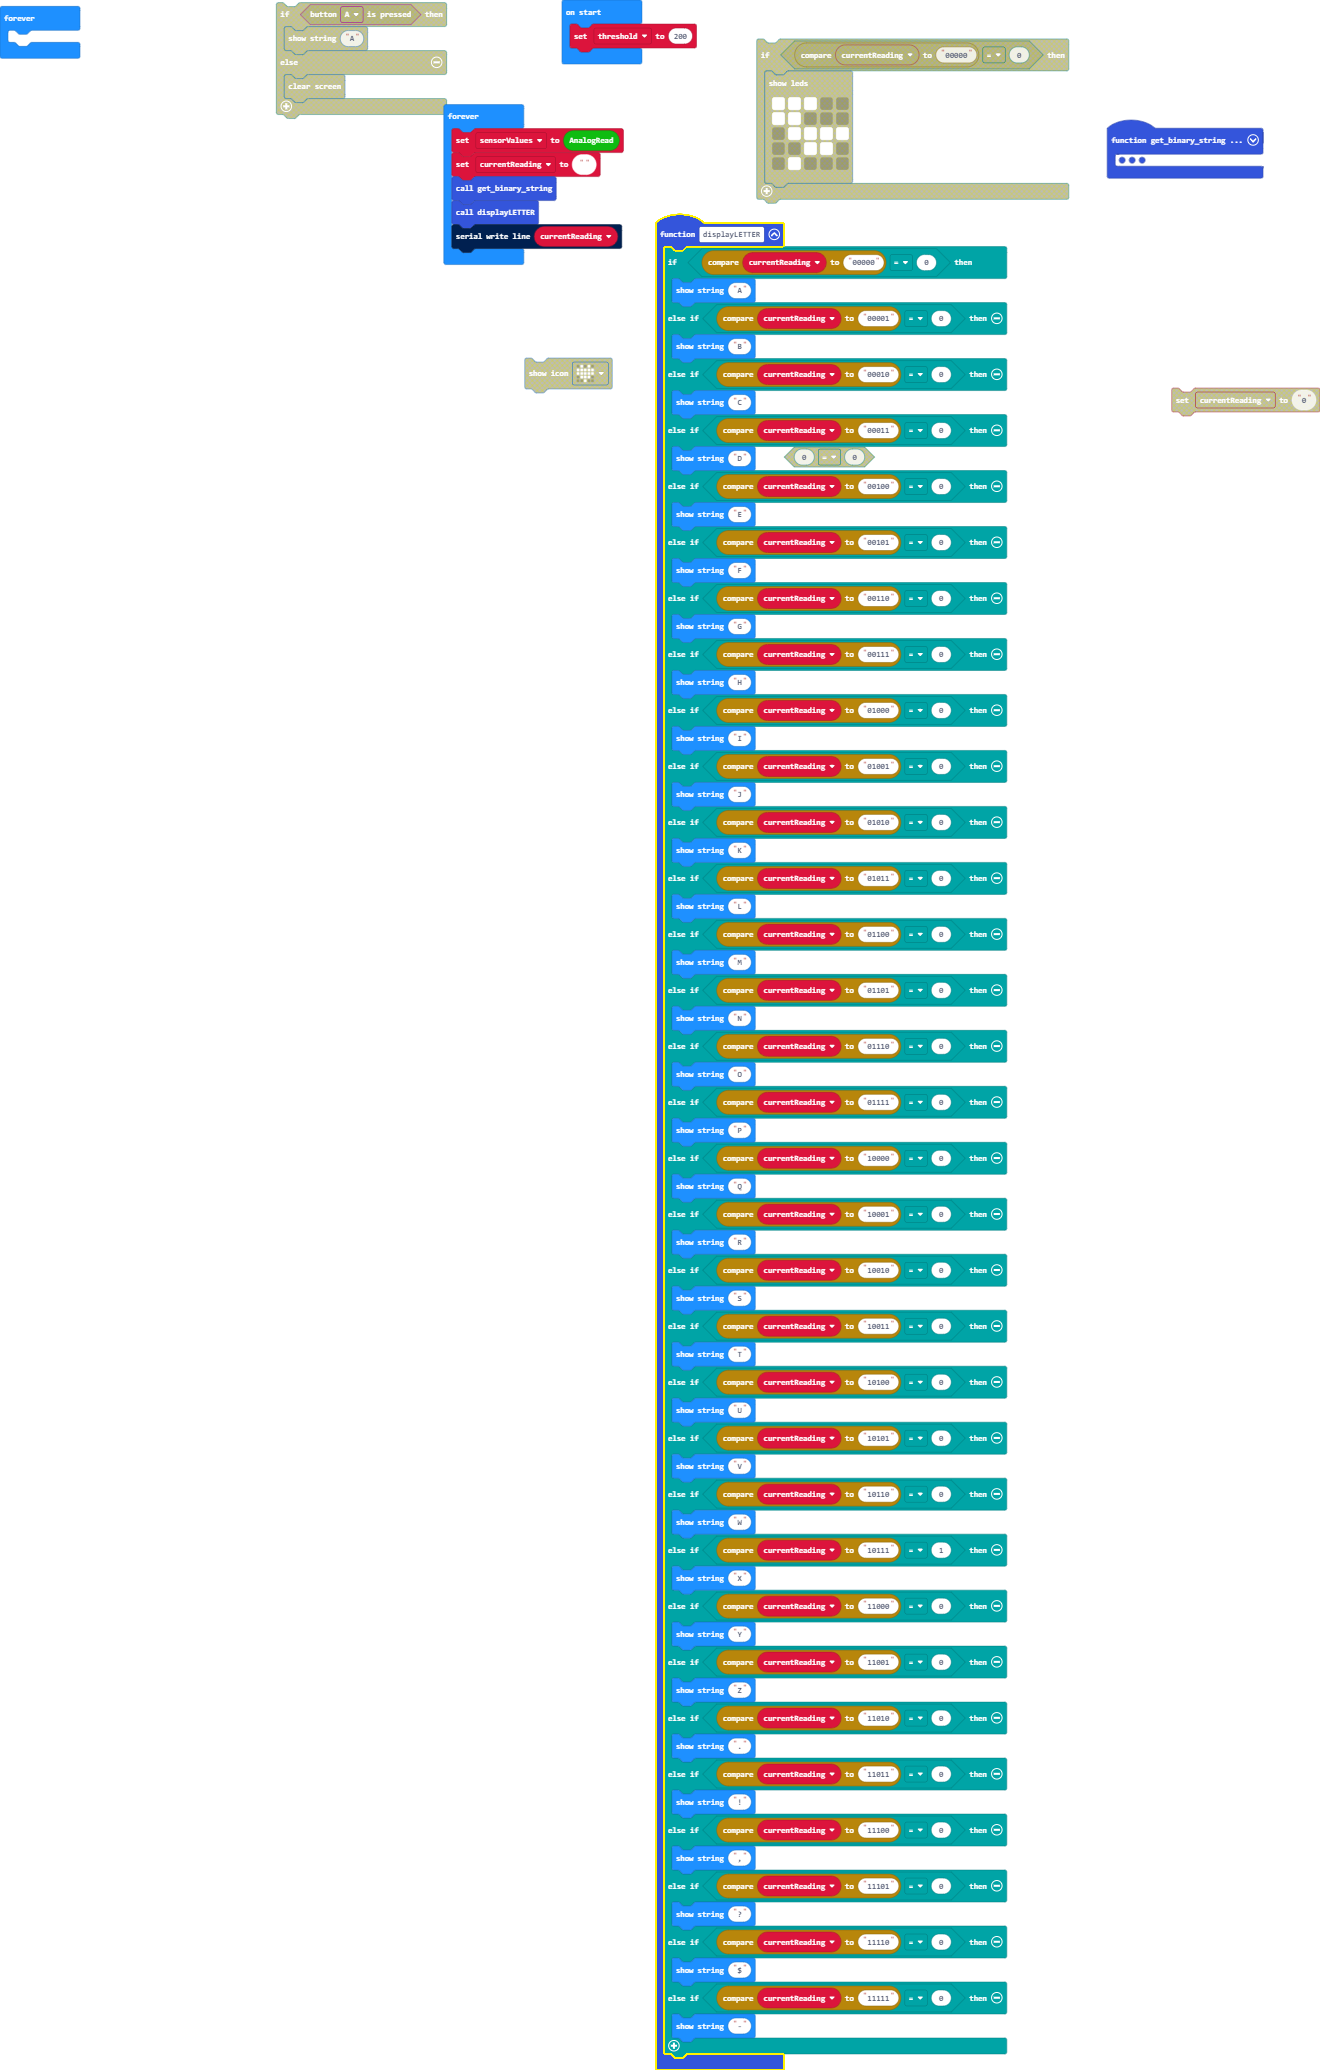 forever
if button A is pressed then
show string "A"
else
clear screen
on start
set threshold to 200
forever
set sensorValues to AnalogRead
set currentReading to " "
call get_binary_string
call displayLETTER
serial write line currentReading
if compare currentReading to "00000" = 0 then
show leds
function get_binary_string ...
show icon
set currentReading to "0"
0 = 0
function displayLETTER
if compare currentReading to "00000" = 0 then
show string "A"
else if compare currentReading to "00001" = 0 then
show string "B"
else if compare currentReading to "00010" = 0 then
show string "C"
else if compare currentReading to "00011" = 0 then
show string "D"
else if compare currentReading to "00100" = 0 then
show string "E"
else if compare currentReading to "00101" = 0 then
show string "F"
else if compare currentReading to "00110" = 0 then
show string "G"
else if compare currentReading to "00111" = 0 then
show string "H"
else if compare currentReading to "01000" = 0 then
show string "I"
else if compare currentReading to "01001" = 0 then
show string "J"
else if compare currentReading to "01010" = 0 then
show string "K"
else if compare currentReading to "01011" = 0 then
show string "L"
else if compare currentReading to "01100" = 0 then
show string "M"
else if compare currentReading to "01101" = 0 then
show string "N"
else if compare currentReading to "01110" = 0 then
show string "O"
else if compare currentReading to "01111" = 0 then
show string "P"
else if compare currentReading to "10000" = 0 then
show string "Q"
else if compare currentReading to "10001" = 0 then
show string "R"
else if compare currentReading to "10010" = 0 then
show string "S"
else if compare currentReading to "10011" = 0 then
show string "T"
else if compare currentReading to "10100" = 0 then
show string "U"
else if compare currentReading to "10101" = 0 then
show string "V"
else if compare currentReading to "10110" = 0 then
show string "W"
else if compare currentReading to "10111" = 1 then
show string "X"
else if compare currentReading to "11000" = 0 then
show string "Y"
else if compare currentReading to "11001" = 0 then
show string "Z"
else if compare currentReading to "11010" = 0 then
show string "."
else if compare currentReading to "11011" = 0 then
show string "!"
else if compare currentReading to "11100" = 0 then
show string ","
else if compare currentReading to "11101" = 0 then
show string "?"
else if compare currentReading to "11110" = 0 then
show string "$"
else if compare currentReading to "11111" = 0 then
show string "-"